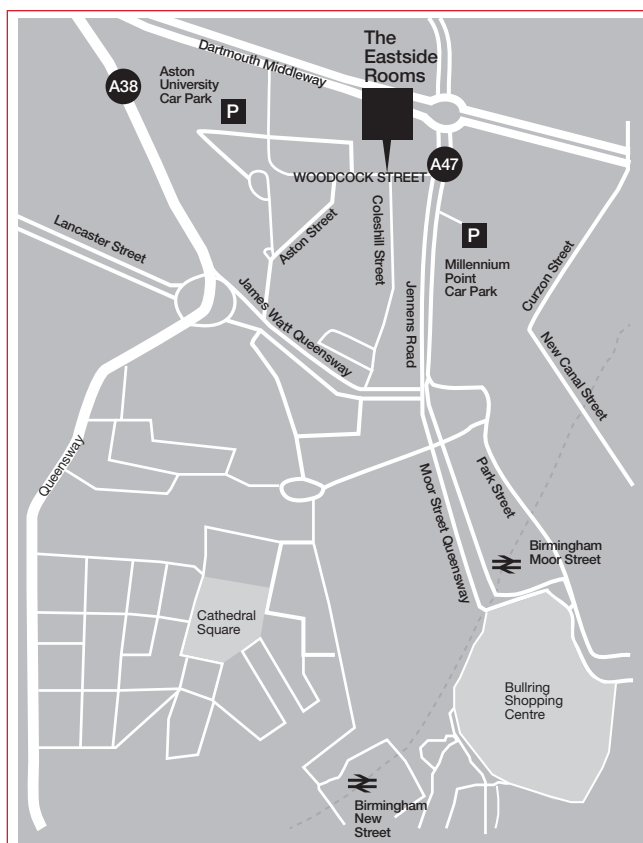 The
Eastside
Rooms
Dartmouth Middleway
A38
Aston
University
Car Park
P
A47
WOODCOCK STREET
Lancaster Street
Aston Street
Coleshill Street
P
Millennium
Point
Car Park
Curzon Street
James Watt Queensway
Jennens Road
New Canal Street
Queensway
Moor Street Queensway
Park Street
Birmingham
Moor Street
Cathedral
Square
Bullring
Shopping
Centre
Birmingham
New
Street